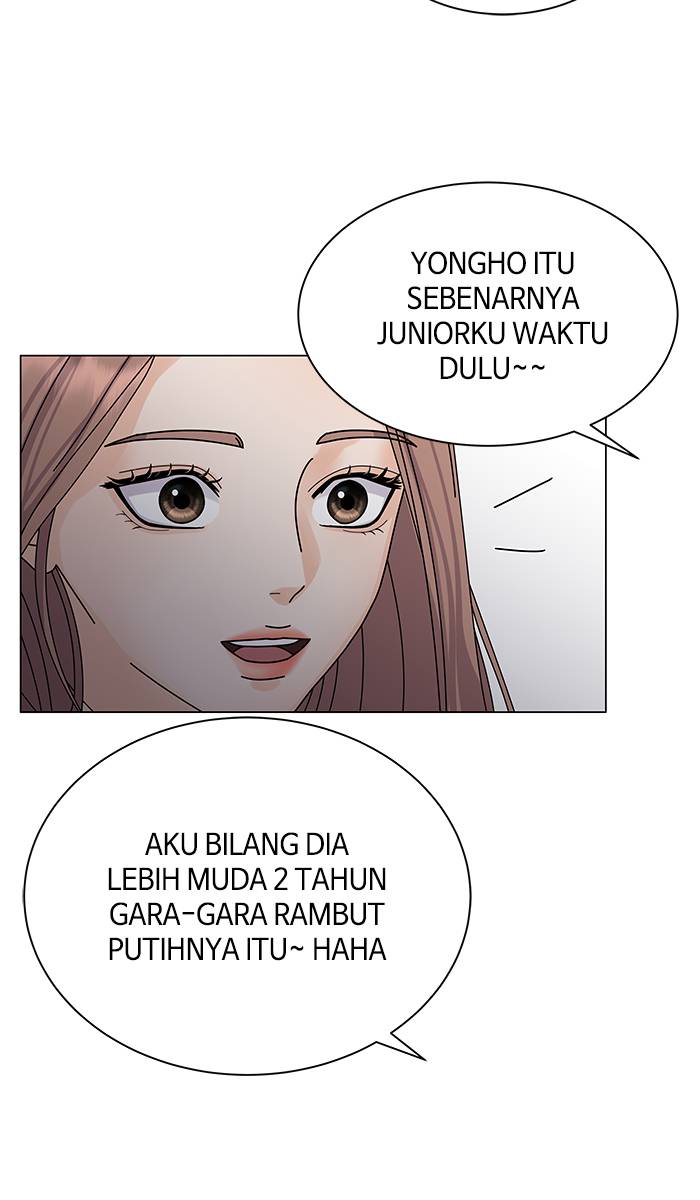 YONGHO ITU
SEBENARNYA
JUNIORKU WAKTU
DULU~~
AKU BILANG DIA
LEBIH MUDA 2 TAHUN
GARA-GARA RAMBUT
PUTIHNYA ITU~ HAHA